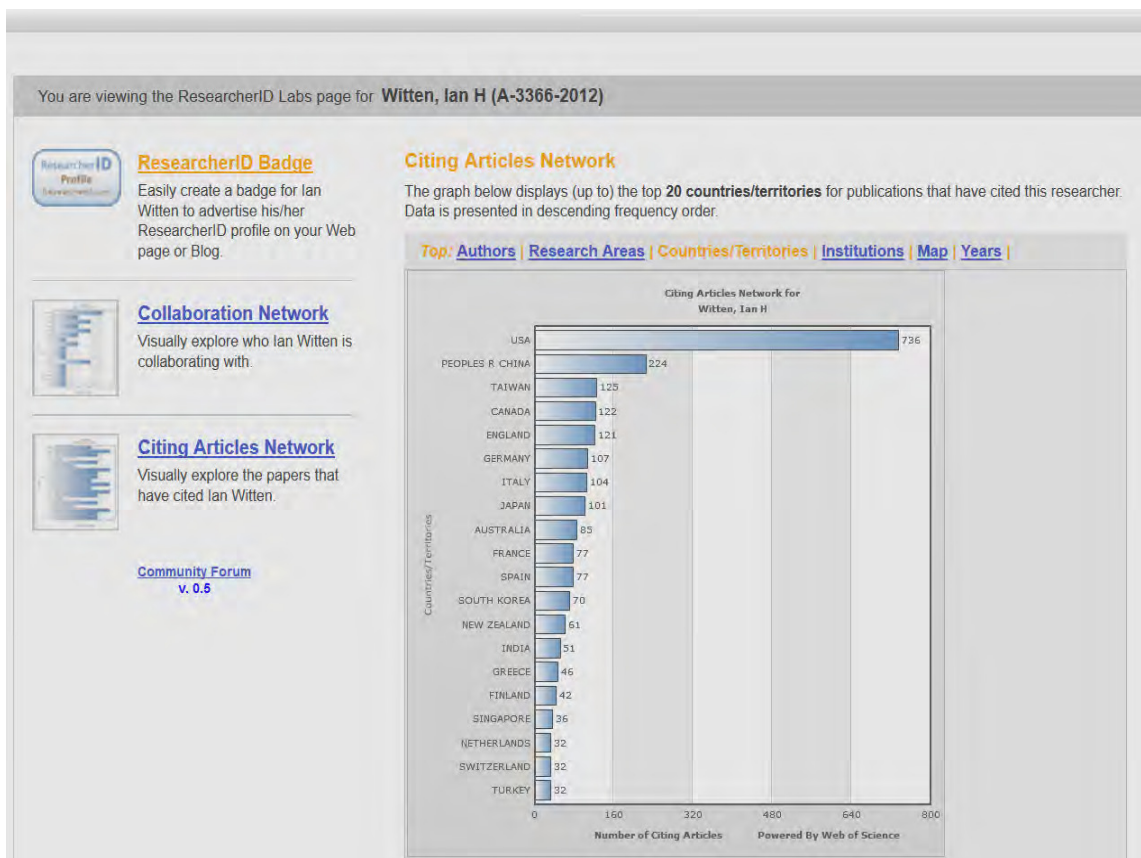 You are viewing the ResearcherID Labs page for Witten, Ian H (A-3366-2012)
ResearcherID
Profile
ResearcherID Badge
Easily create a badge for Ian
Witten to advertise his/her
ResearcherID profile on your Web
page or Blog.
Collaboration Network
Visually explore who Ian Witten is
collaborating with.
Citing Articles Network
Visually explore the papers that
have cited Ian Witten.
Community Forum
v. 0.5
Citing Articles Network
The graph below displays (up to) the top 20 countries/territories for publications that have cited this researcher.
Data is presented in descending frequency order.
Top: Authors | Research Areas | Countries/Territories | Institutions | Map | Years |
Citing Articles Network for
Witten, Ian H
Countries/Territories
USA 736
PEOPLES R CHINA 224
TAIWAN 125
CANADA 122
ENGLAND 121
GERMANY 107
ITALY 104
JAPAN 101
AUSTRALIA 85
FRANCE 77
SPAIN 77
SOUTH KOREA 70
NEW ZEALAND 61
INDIA 51
GREECE 46
FINLAND 42
SINGAPORE 36
NETHERLANDS 32
SWITZERLAND 32
TURKEY 32
0 160 320 480 640 800
Number of Citing Articles Powered By Web of Science